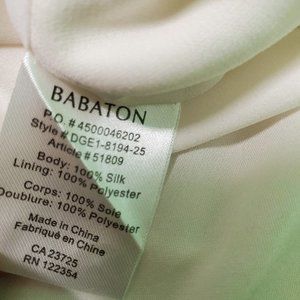 BABATON
P.O. # 4500046202
Style # DGE1-8194-25
Article # 51809
Body: 100% Silk
Lining: 100% Polyester
Corps: 100% Soie
Doublure: 100% Polyester
Made in China
Fabriqué en Chine
CA 23725
RN 122354